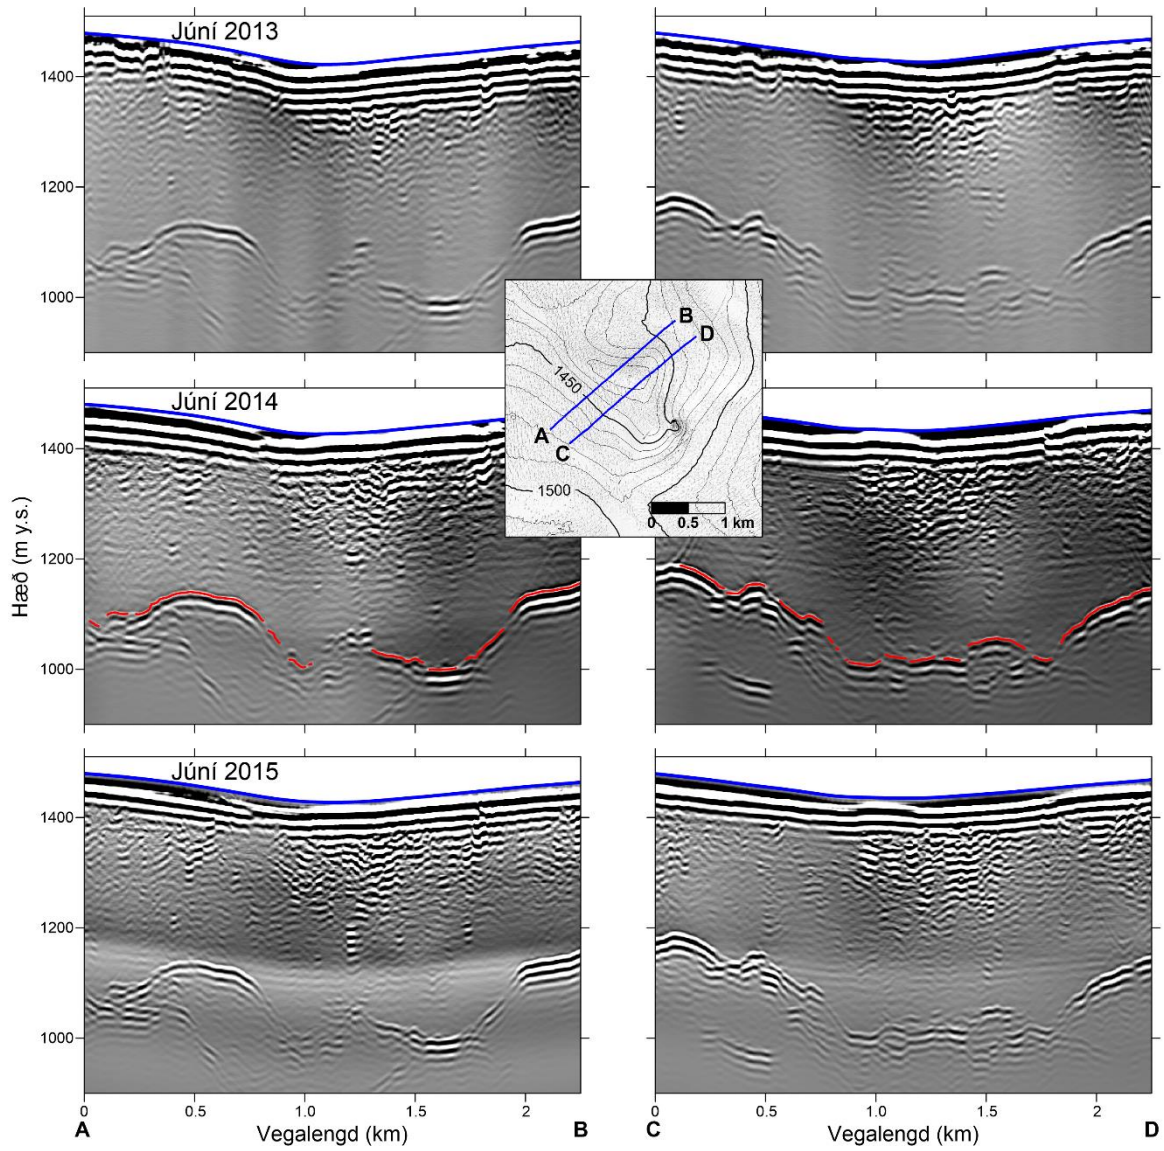 Júní 2013
1400
1200
1000
B
D
1450
A
C
1500
0 0.5 1 km
Júní 2014
1400
1200
1000
Hæð (m y.s.)
Júní 2015
1400
1200
1000
0 0.5 1.0 1.5 2
0 0.5 1.0 1.5 2
A Vegalengd (km) B
C Vegalengd (km) D